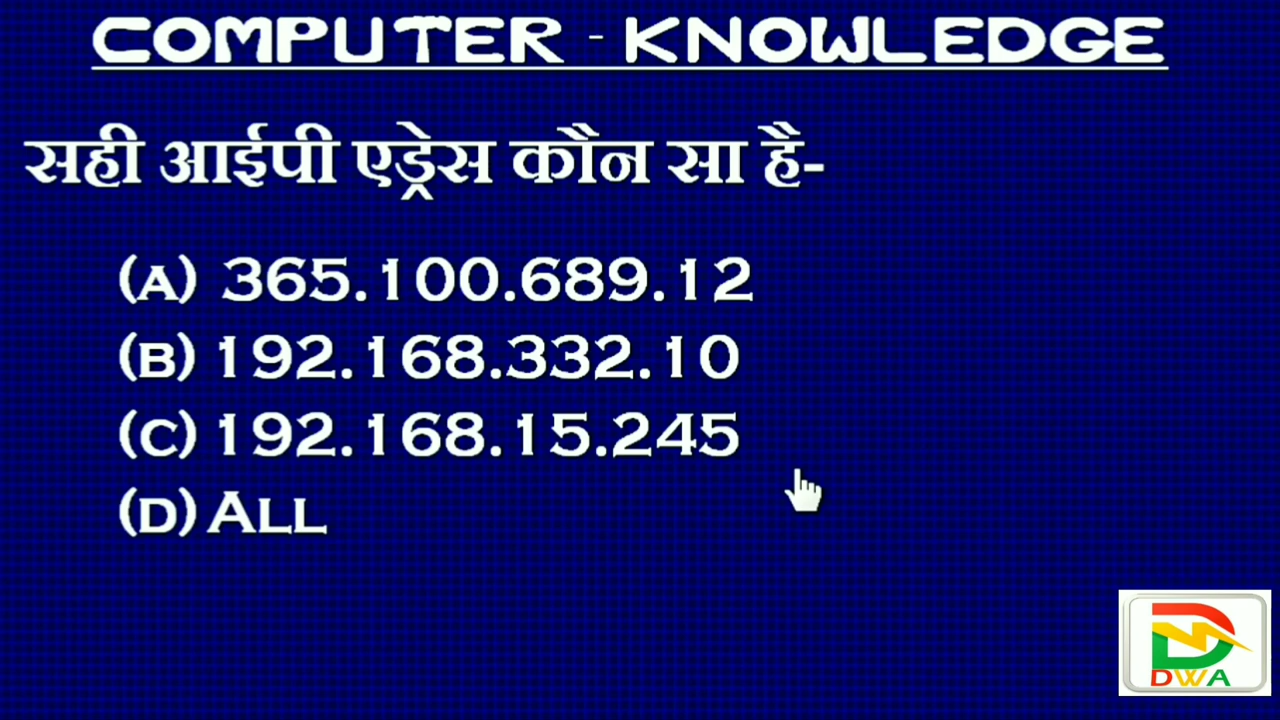 COMPUTER - KNOWLEDGE
सही आईपी एड्रेस कौन सा है-
(A) 365.100.689.12
(B) 192.168.332.10
(C) 192.168.15.245
(D) ALL
DWA